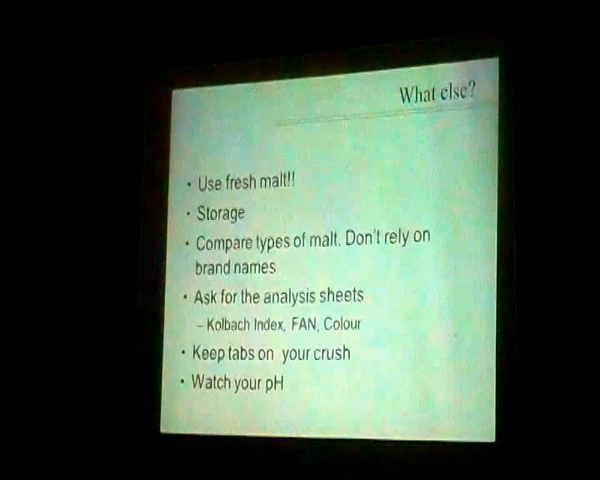 What else?
• Use fresh malt!!
• Storage
• Compare types of malt. Don't rely on
brand names
• Ask for the analysis sheets
– Kolbach Index, FAN, Colour
• Keep tabs on your crush
• Watch your pH